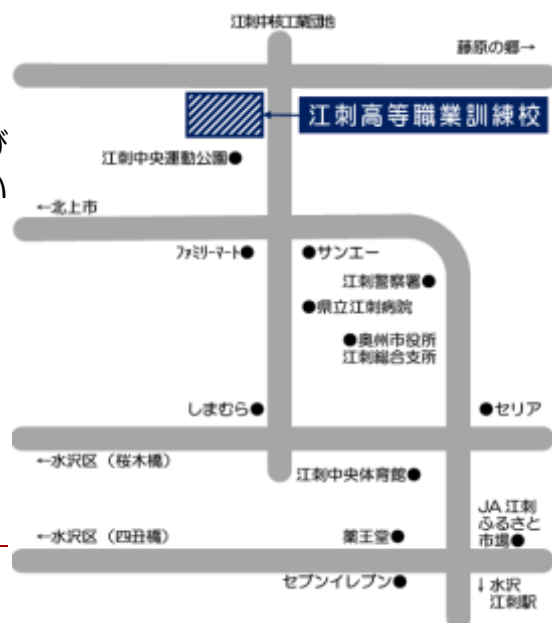 江刺中核工業団地
藤原の郷→
江刺高等職業訓練校
び
い
江刺中央運動公園●
←北上市
ファミリーマート●
●サンエー
江刺警察署●
●県立江刺病院
●奥州市役所
江刺総合支所
しまむら●
●セリア
←水沢区（桜木橋）
江刺中央体育館●
JA江刺
ふるさと
市場●
←水沢区（四丑橋）
薬王堂●
セブンイレブン●
↓水沢
江刺駅